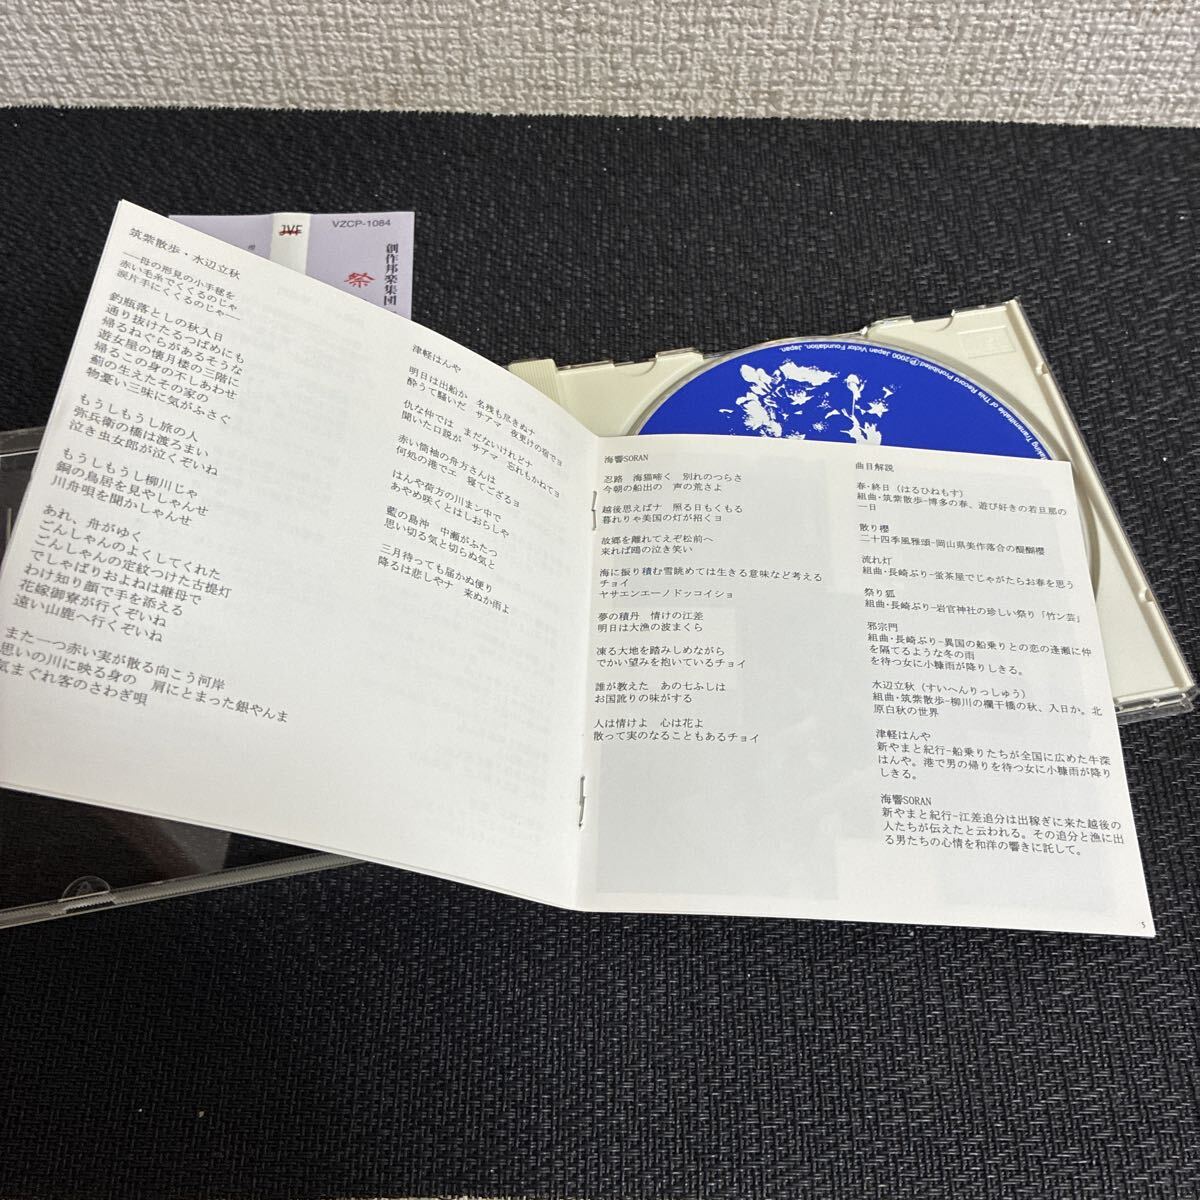 JVF
VZCP-1084
創作邦楽集団
祭
筑紫散歩・水辺立秋
――母の形見の小手毬を
赤い毛糸でくくるのじゃ
涙片手にくくるのじゃ――
釣瓶落としの秋入日
通り抜けたるつばめにも
帰るねぐらがあるそうな
遊女屋の懐月楼の三階に
帰るこの身の不しあわせ
薊の生えたその家の
物憂い三味に気がふさぐ
もうしもうし旅の人
弥兵衛の橋は渡ろまい
泣き虫女郎が泣くぞいね
もうしもうし柳川じゃ
銅の鳥居を見やしゃんせ
川舟唄を聞かしゃんせ
あれ、舟がゆく
ごんしゃんのよくしてくれた
ごんしゃんの定紋つけた古提灯
でしゃばりおよねは継母で
わけ知り顔で手を添える
花嫁御寮が行くぞいね
遠い山鹿へ行くぞいね
また一つ赤い実が散る向こう河岸
思いの川に映る身の　肩にとまった銀やんま
気まぐれ客のさわぎ唄
津軽はんや
明日は出船か　名残も尽きぬナ
酔うて騒いだ　サアマ　夜更けの宿でヨ
仇な仲では　まだないけれどナ
聞いた口説が　サアマ　忘れもかねてヨ
赤い筒袖の舟方さんは
何処の港でエ　寝てござるヨ
はんや荷方の川まん中で
あやめ咲くとはしおらしや
藍の島沖　中瀬がふたつ
思い切る気と切らぬ気と
三月待っても届かぬ便り
降るは悲しやナ　来ぬか雨ヨ
海響SORAN
忍路　海猫啼く　別れのつらさ
今朝の船出の　声の荒さよ
越後思えばナ　照る日もくもる
暮れりゃ美国の灯が招くヨ
故郷を離れてえぞ松前へ
来れば鴎の泣き笑い
海に振り積む雪眺めては生きる意味など考える
チョイ
ヤサエンエーノドッコイショ
夢の積丹　情けの江差
明日は大漁の波まくら
凍る大地を踏みしめながら
でかい望みを抱いているチョイ
誰が教えた　あの七ふしは
お国訛りの味がする
人は情けよ　心は花よ
散って実のなることもあるチョイ
曲目解説
春・終日（はるひねもす）
組曲・筑紫散歩-博多の春、遊び好きの若旦那の
一日
散り櫻
二十四季風雅頌-岡山県美作落合の醍醐櫻
流れ灯
組曲・長崎ぶり-蛍茶屋でじゃがたらお春を思う
祭り狐
組曲・長崎ぶり-岩官神社の珍しい祭り「竹ン芸」
邪宗門
組曲・長崎ぶり-異国の船乗りとの恋の逢瀬に仲
を隔てるような冬の雨
を待つ女に小糠雨が降りしきる。
水辺立秋（すいへんりっしゅう）
組曲・筑紫散歩-柳川の欄干橋の秋、入日か。北
原白秋の世界
津軽はんや
新やまと紀行-船乗りたちが全国に広めた牛深
はんや。港で男の帰りを待つ女に小糠雨が降り
しきる。
海響SORAN
新やまと紀行-江差追分は出稼ぎに来た越後の
人たちが伝えたと云われる。その追分と漁に出
る男たちの心情を和洋の響きに託して。
5
Making Transmittable of This Record Prohibited Ⓟ 2000 Japan Victor Foundation, Japan.